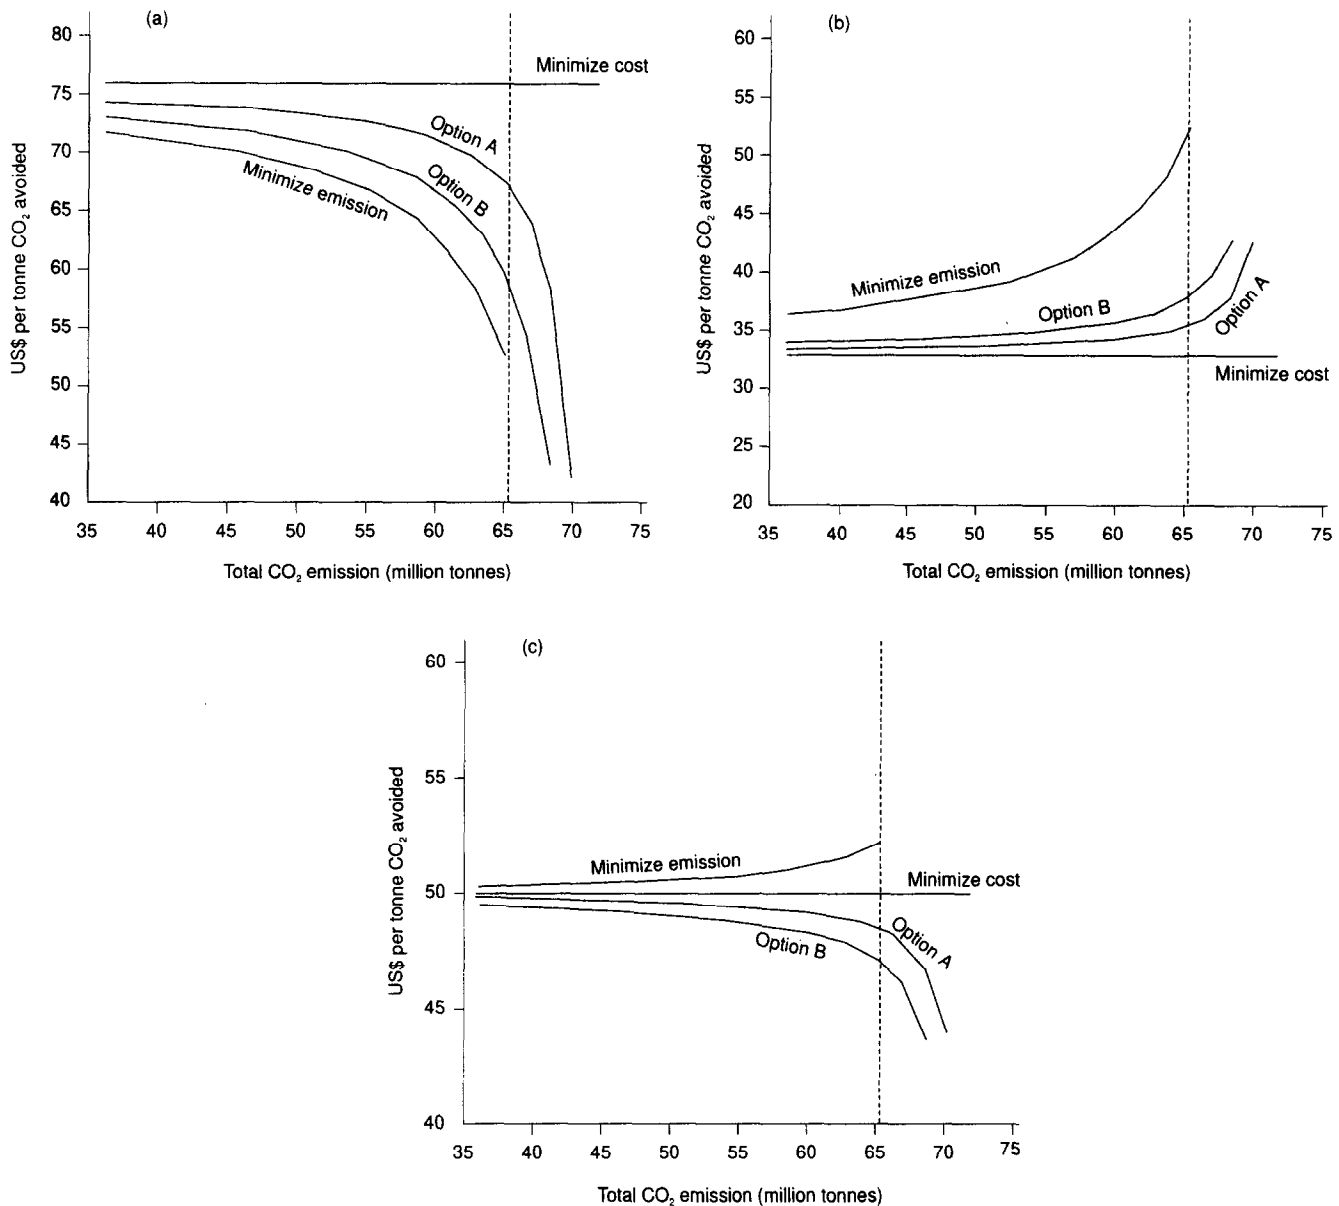 (a)
80
75
70
65
60
55
50
45
40
US$ per tonne CO₂ avoided
Minimize cost
Option A
Option B
Minimize emission
35 40 45 50 55 60 65 70 75
Total CO₂ emission (million tonnes)
(b)
60
55
50
45
40
35
30
25
20
US$ per tonne CO₂ avoided
Minimize emission
Option B
Option A
Minimize cost
35 40 45 50 55 60 65 70 75
Total CO₂ emission (million tonnes)
(c)
60
55
50
45
40
US$ per tonne CO₂ avoided
Minimize emission
Minimize cost
Option A
Option B
35 40 45 50 55 60 65 70 75
Total CO₂ emission (million tonnes)